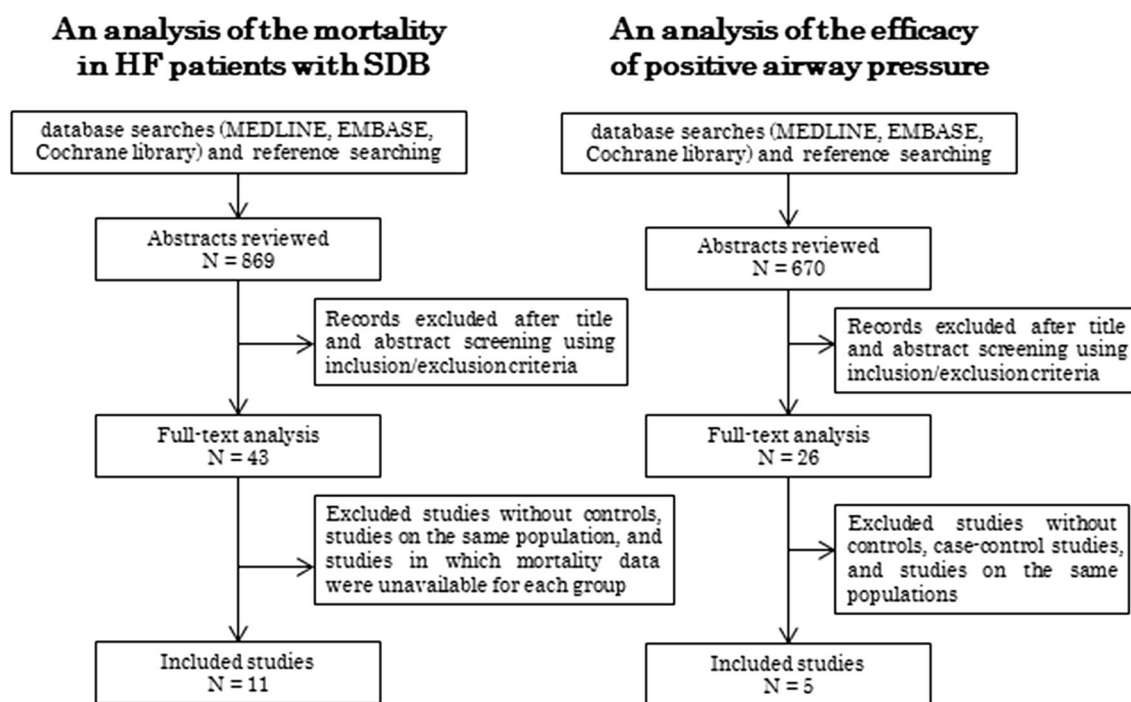 An analysis of the mortality
in HF patients with SDB
database searches (MEDLINE, EMBASE,
Cochrane library) and reference searching
Abstracts reviewed
N = 869
Records excluded after title
and abstract screening using
inclusion/exclusion criteria
Full-text analysis
N = 43
Excluded studies without controls,
studies on the same population, and
studies in which mortality data
were unavailable for each group
Included studies
N = 11
An analysis of the efficacy
of positive airway pressure
database searches (MEDLINE, EMBASE,
Cochrane library) and reference searching
Abstracts reviewed
N = 670
Records excluded after title
and abstract screening using
inclusion/exclusion criteria
Full-text analysis
N = 26
Excluded studies without
controls, case-control studies,
and studies on the same
populations
Included studies
N = 5